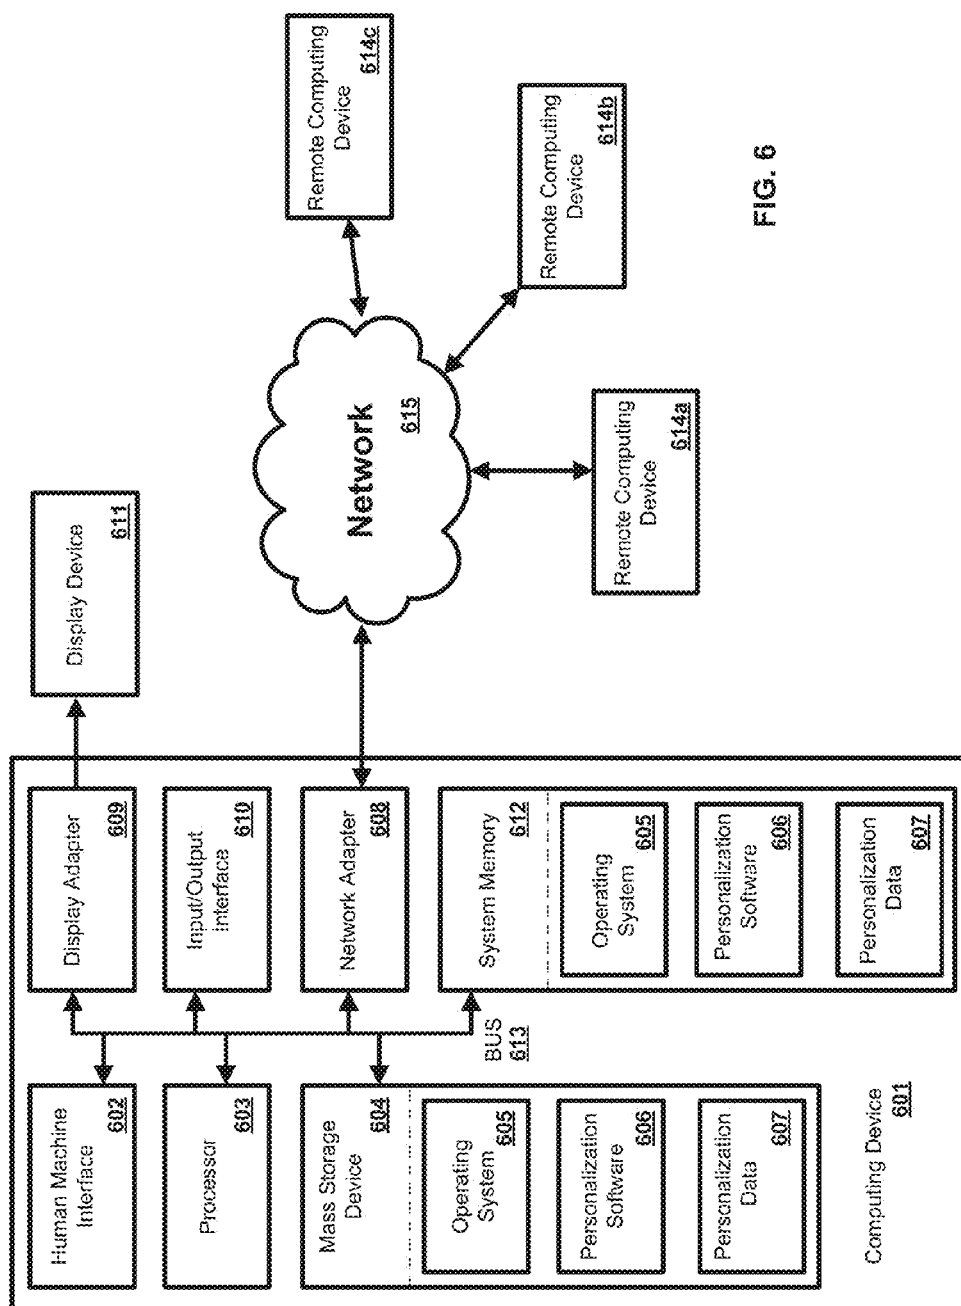 Human Machine
Interface
602
Processor
603
Mass Storage
Device
604
Operating
System
605
Personalization
Software
606
Personalization
Data
607
Computing Device
601
BUS
613
Display Adapter
609
Input/Output
Interface
610
Network Adapter
608
System Memory
612
Operating
System
605
Personalization
Software
606
Personalization
Data
607
Display Device
611
Network
615
Remote Computing
Device
614a
Remote Computing
Device
614b
Remote Computing
Device
614c
FIG. 6